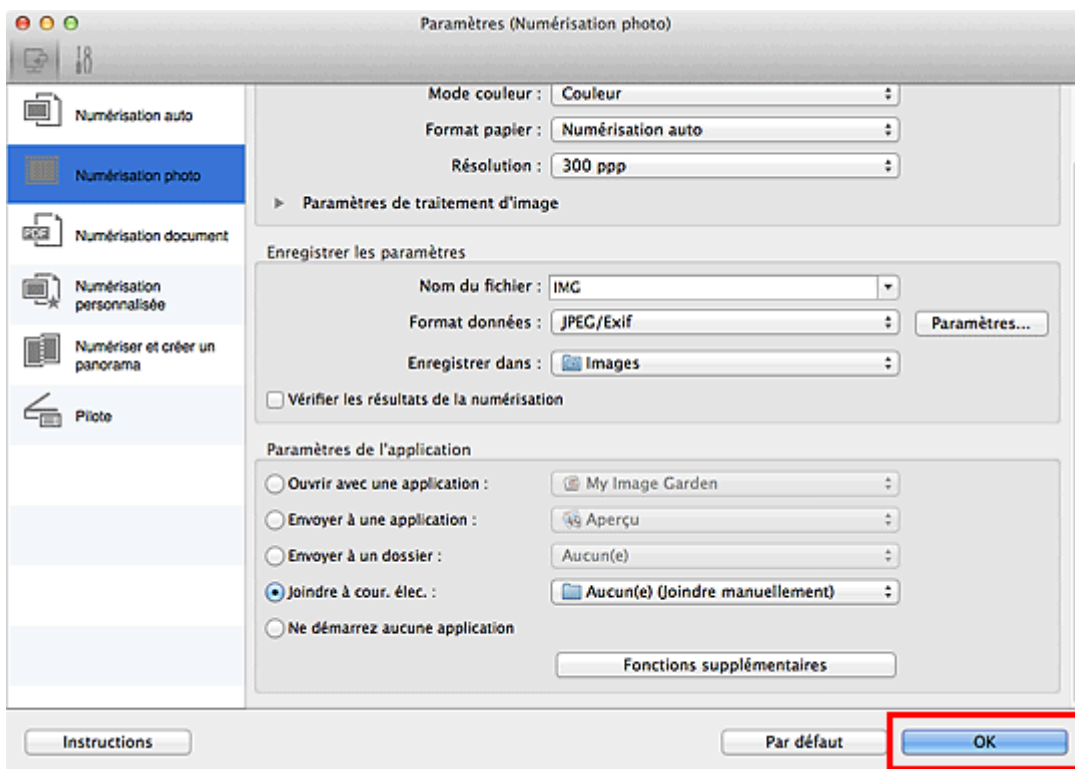 Paramètres (Numérisation photo)
Numérisation auto
Numérisation photo
PDF
Numérisation document
Numérisation
personnalisée
Numériser et créer un
panorama
Pilote
Mode couleur : Couleur
Format papier : Numérisation auto
Résolution : 300 ppp
Paramètres de traitement d'image
Enregistrer les paramètres
Nom du fichier : IMG
Format données : JPEG/Exif Paramètres...
Enregistrer dans : Images
Vérifier les résultats de la numérisation
Paramètres de l'application
Ouvrir avec une application : My Image Garden
Envoyer à une application : Aperçu
Envoyer à un dossier : Aucun(e)
Joindre à cour. élec. : Aucun(e) (Joindre manuellement)
Ne démarrez aucune application
Fonctions supplémentaires
Instructions Par défaut OK